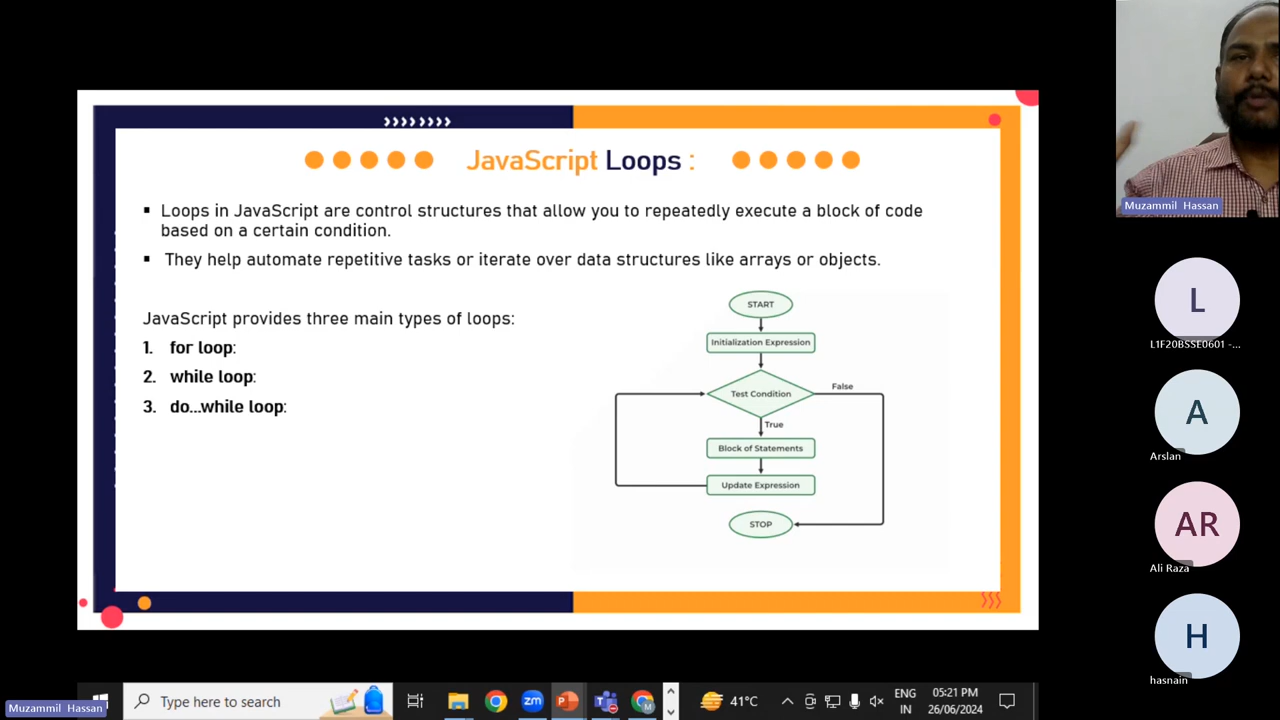 JavaScript Loops :
▪ Loops in JavaScript are control structures that allow you to repeatedly execute a block of code
based on a certain condition.
▪ They help automate repetitive tasks or iterate over data structures like arrays or objects.
JavaScript provides three main types of loops:
1. for loop:
2. while loop:
3. do...while loop:
START
Initialization Expression
Test Condition
False
True
Block of Statements
Update Expression
STOP
Muzammil Hassan
L
L1F20BSSE0601 -...
A
Arslan
AR
Ali Raza
H
hasnain
Muzammil Hassan
Type here to search
zm
P
T
M
41°C
ENG
IN
05:21 PM
26/06/2024